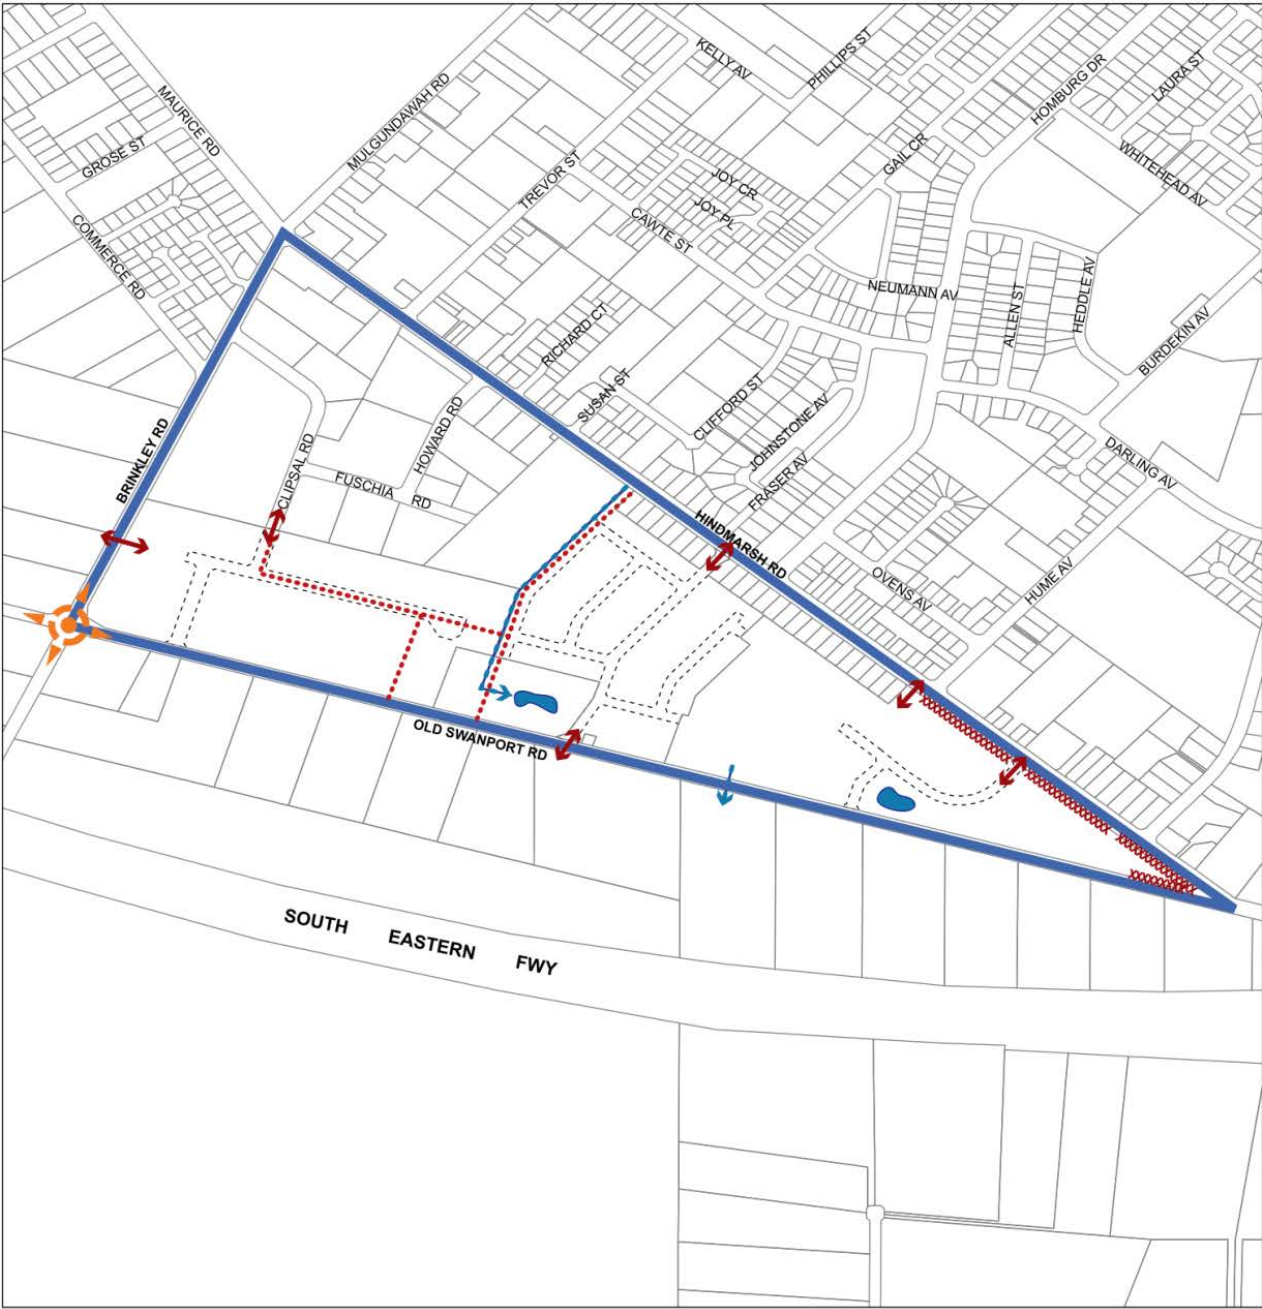 KELLY AV
PHILLIPS ST
HOMBURG DR
LAURA ST
MAURICE RD
MULGUNDAWAH RD
GROSE ST
TREVOR ST
GAIL CR
WHITEHEAD AV
JOY CR
JOY PL
CAWTE ST
COMMERCE RD
NEUMANN AV
ALLEN ST
HEDDLE AV
BURDEKIN AV
RICHARD CT
SUSAN ST
CLIFFORD ST
JOHNSTONE AV
FRASER AV
DARLING AV
BRINKLEY RD
CLIPSAL RD
HOWARD RD
FUSCHIA RD
HINDMARSH RD
OVENS AV
HUME AV
OLD SWANPORT RD
SOUTH EASTERN FWY